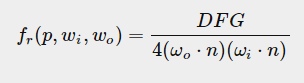 f_r(p, w_i, w_o) = DFG / 4(ω_o · n)(ω_i · n)